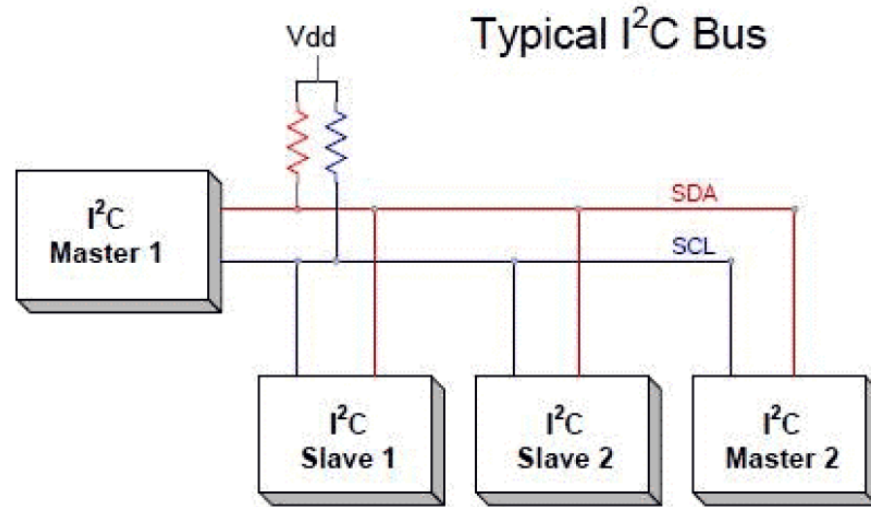 Typical I²C Bus
Vdd
I²C
Master 1
SDA
SCL
I²C
Slave 1
I²C
Slave 2
I²C
Master 2